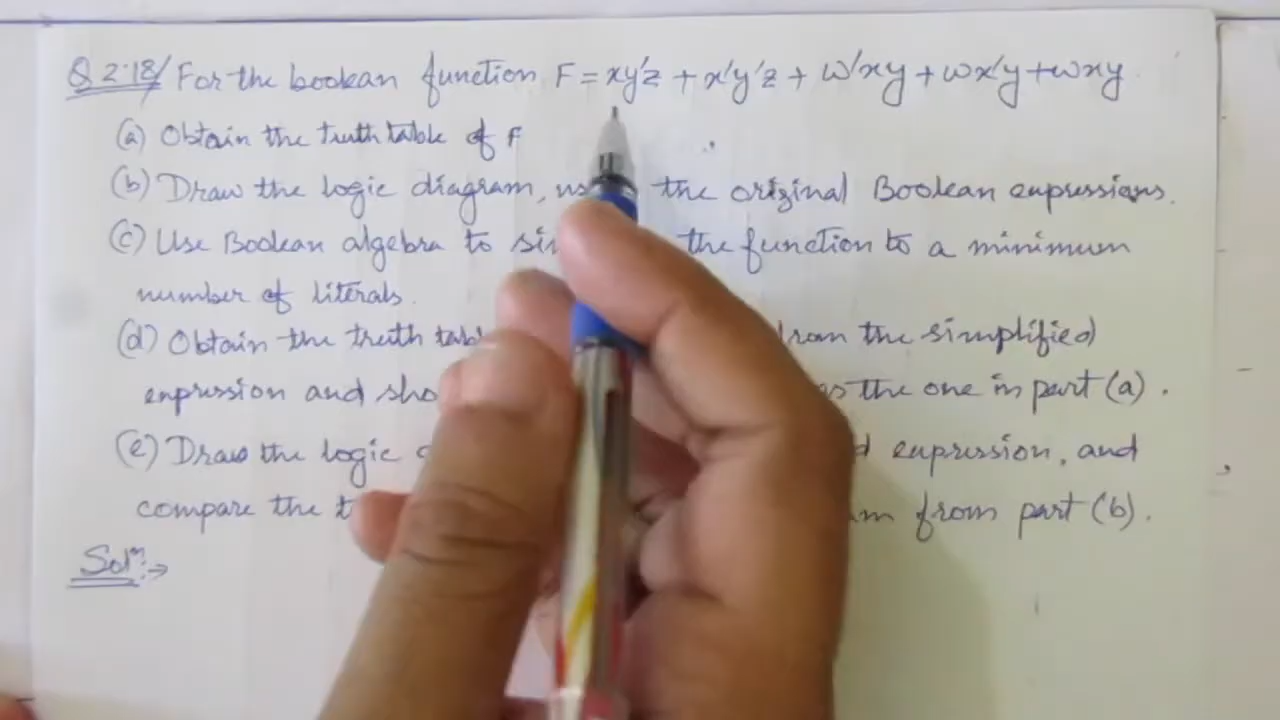 Q 2.18/ For the boolean function F = xy'z + x'y'z + w'xy + wx'y + wxy
(a) Obtain the truth table of F
(b) Draw the logic diagram, the original Boolean expressions.
(c) Use Boolean algebra to the function to a minimum
number of literals.
(d) Obtain the truth the simplified
expression and as the one in part (a).
(e) Draw the logic expression, and
compare the from part (b).
Solⁿ:→